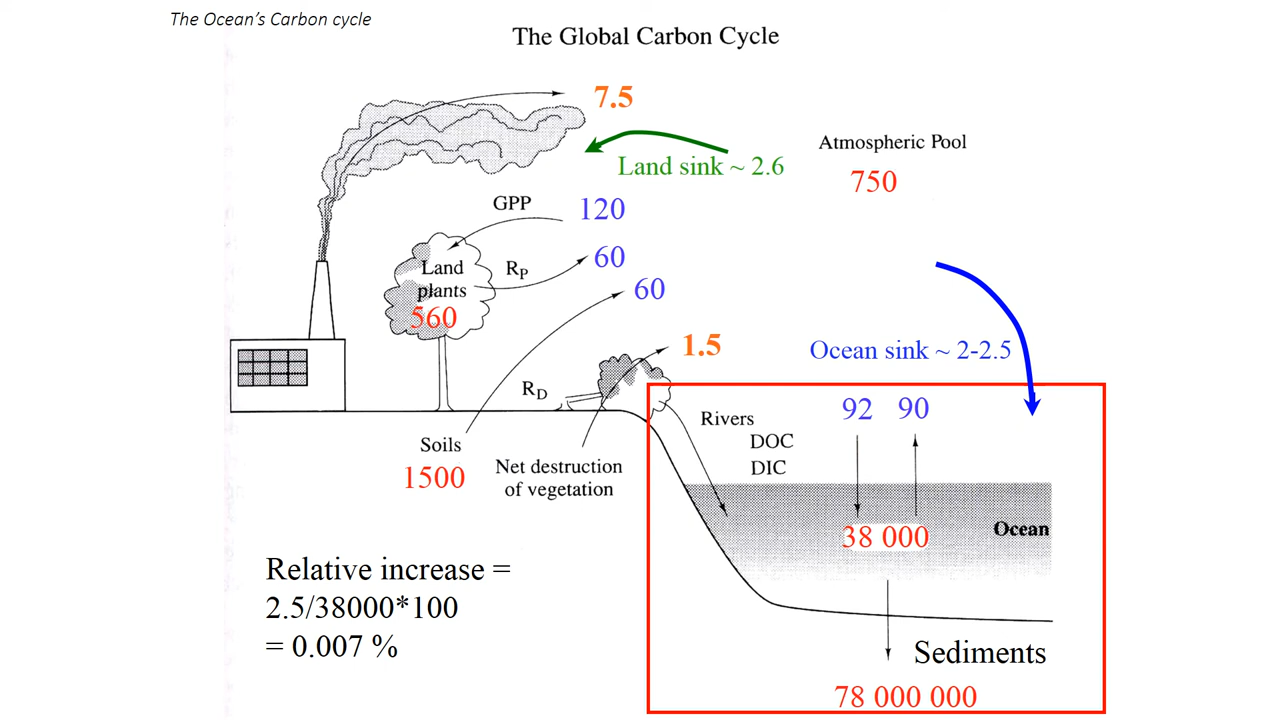 The Ocean's Carbon cycle
The Global Carbon Cycle
7.5
Land sink ~ 2.6
Atmospheric Pool
750
GPP
120
Land
plants
560
RP
60
60
1.5
Ocean sink ~ 2-2.5
RD
Rivers
DOC
DIC
92 90
Soils
1500
Net destruction
of vegetation
38 000
Ocean
Relative increase =
2.5/38000*100
= 0.007 %
Sediments
78 000 000